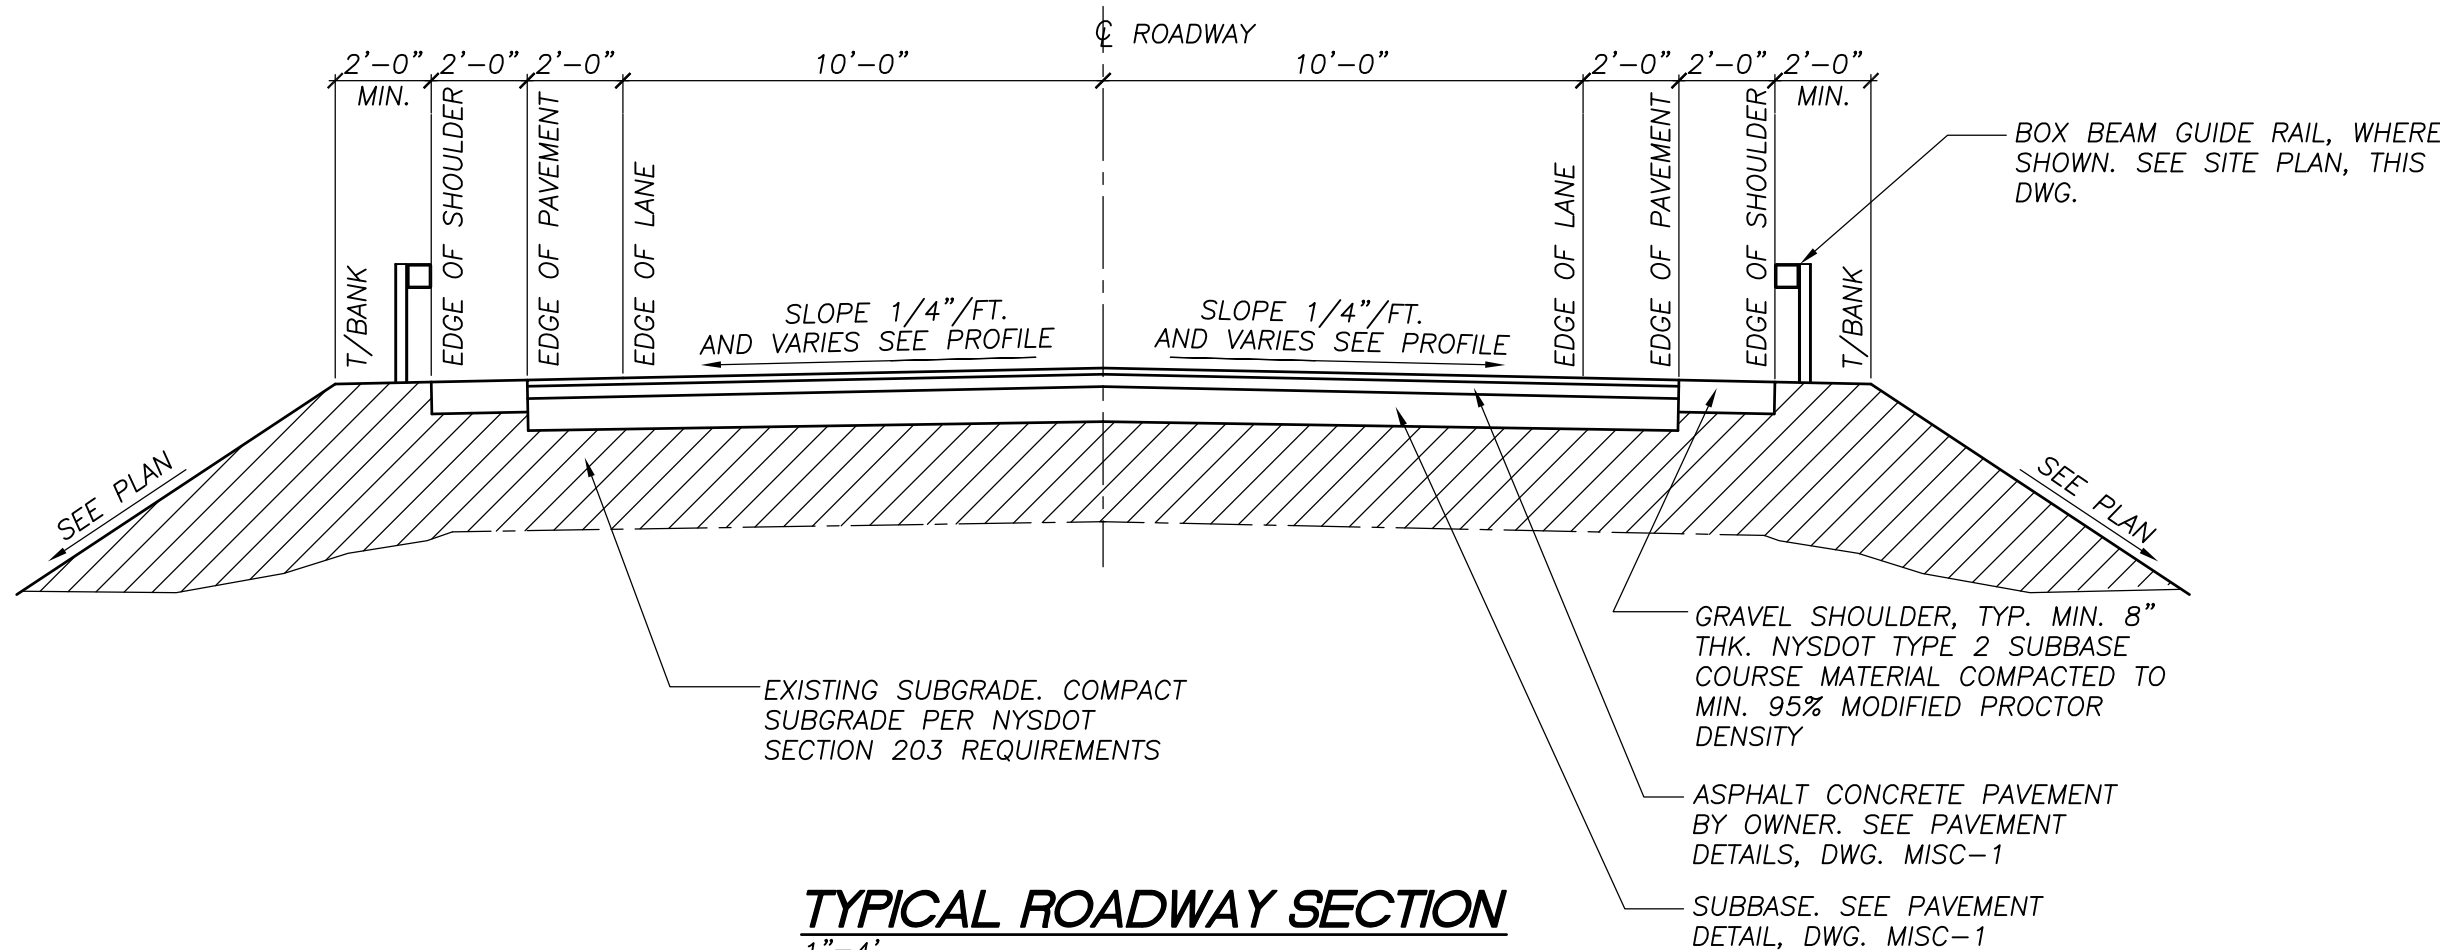 ℄ ROADWAY
2'-0" 2'-0" 2'-0" 10'-0" 10'-0" 2'-0" 2'-0" 2'-0"
MIN. MIN.
T/BANK
EDGE OF SHOULDER
EDGE OF PAVEMENT
EDGE OF LANE
EDGE OF LANE
EDGE OF PAVEMENT
EDGE OF SHOULDER
T/BANK
BOX BEAM GUIDE RAIL, WHERE
SHOWN. SEE SITE PLAN, THIS
DWG.
SLOPE 1/4"/FT.
AND VARIES SEE PROFILE
SLOPE 1/4"/FT.
AND VARIES SEE PROFILE
SEE PLAN
SEE PLAN
EXISTING SUBGRADE. COMPACT
SUBGRADE PER NYSDOT
SECTION 203 REQUIREMENTS
GRAVEL SHOULDER, TYP. MIN. 8"
THK. NYSDOT TYPE 2 SUBBASE
COURSE MATERIAL COMPACTED TO
MIN. 95% MODIFIED PROCTOR
DENSITY
ASPHALT CONCRETE PAVEMENT
BY OWNER. SEE PAVEMENT
DETAILS, DWG. MISC-1
SUBBASE. SEE PAVEMENT
DETAIL, DWG. MISC-1
TYPICAL ROADWAY SECTION